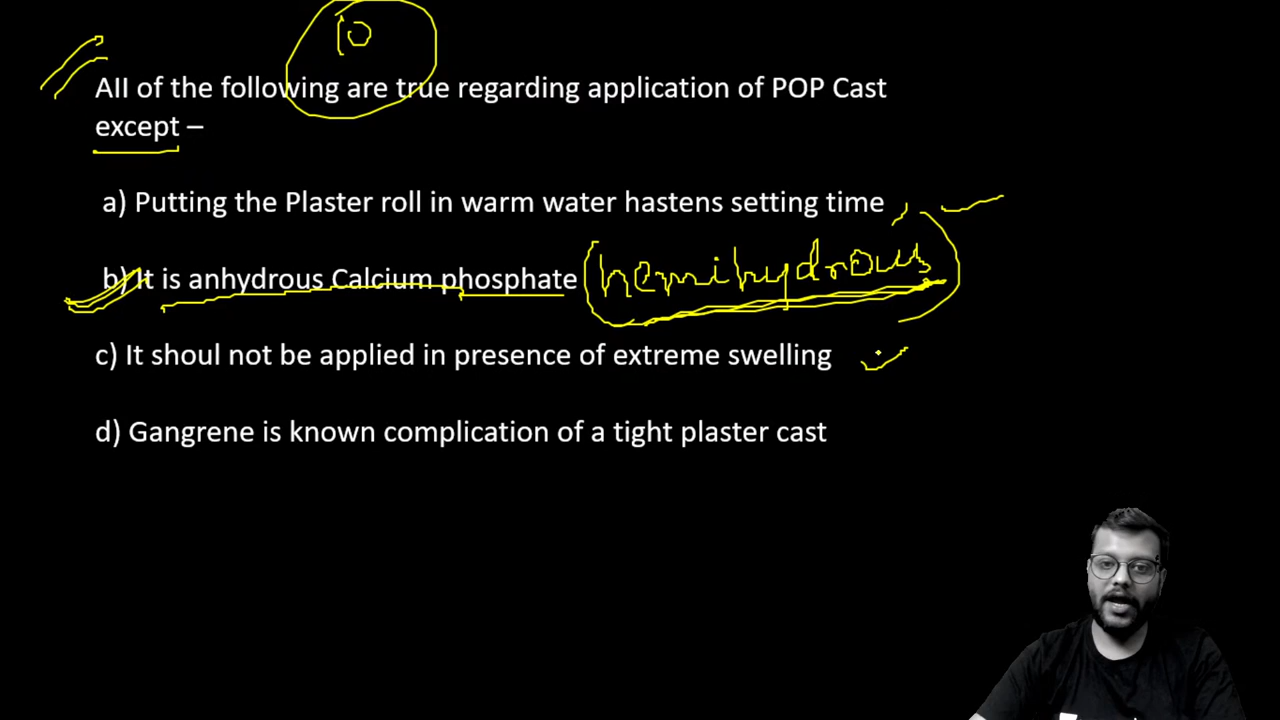 10
All of the following are true regarding application of POP Cast
except –
a) Putting the Plaster roll in warm water hastens setting time
b) It is anhydrous Calcium phosphate (hemihydrous)
c) It shoul not be applied in presence of extreme swelling
d) Gangrene is known complication of a tight plaster cast